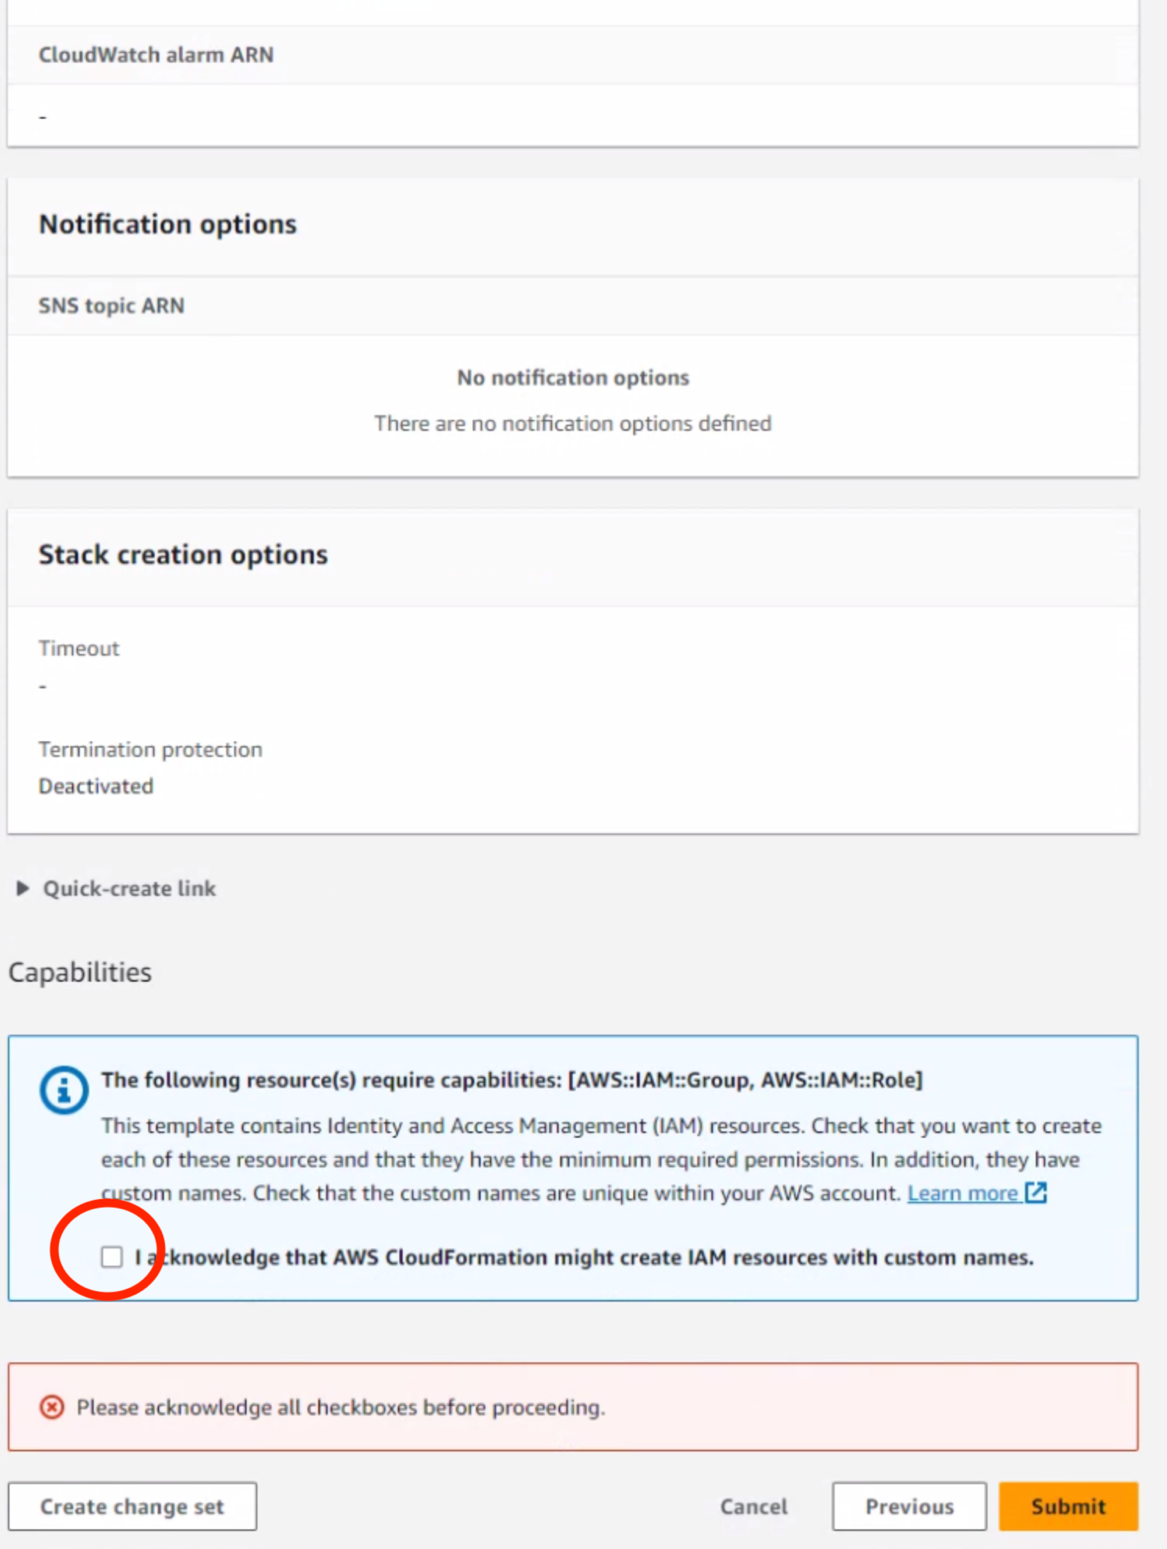 CloudWatch alarm ARN
-
Notification options
SNS topic ARN
No notification options
There are no notification options defined
Stack creation options
Timeout
-
Termination protection
Deactivated
Quick-create link
Capabilities
The following resource(s) require capabilities: [AWS::IAM::Group, AWS::IAM::Role]
This template contains Identity and Access Management (IAM) resources. Check that you want to create
each of these resources and that they have the minimum required permissions. In addition, they have
custom names. Check that the custom names are unique within your AWS account. Learn more
I acknowledge that AWS CloudFormation might create IAM resources with custom names.
Please acknowledge all checkboxes before proceeding.
Create change set
Cancel
Previous
Submit